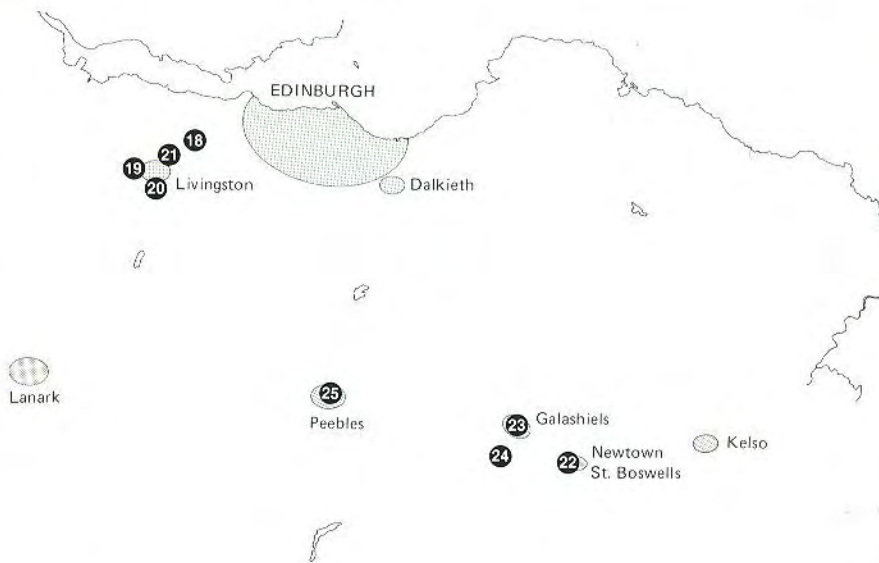 EDINBURGH
18
21
19
20
Livingston
Dalkieth
Lanark
25
Peebles
23
Galashiels
24
22
Newtown
St. Boswells
Kelso